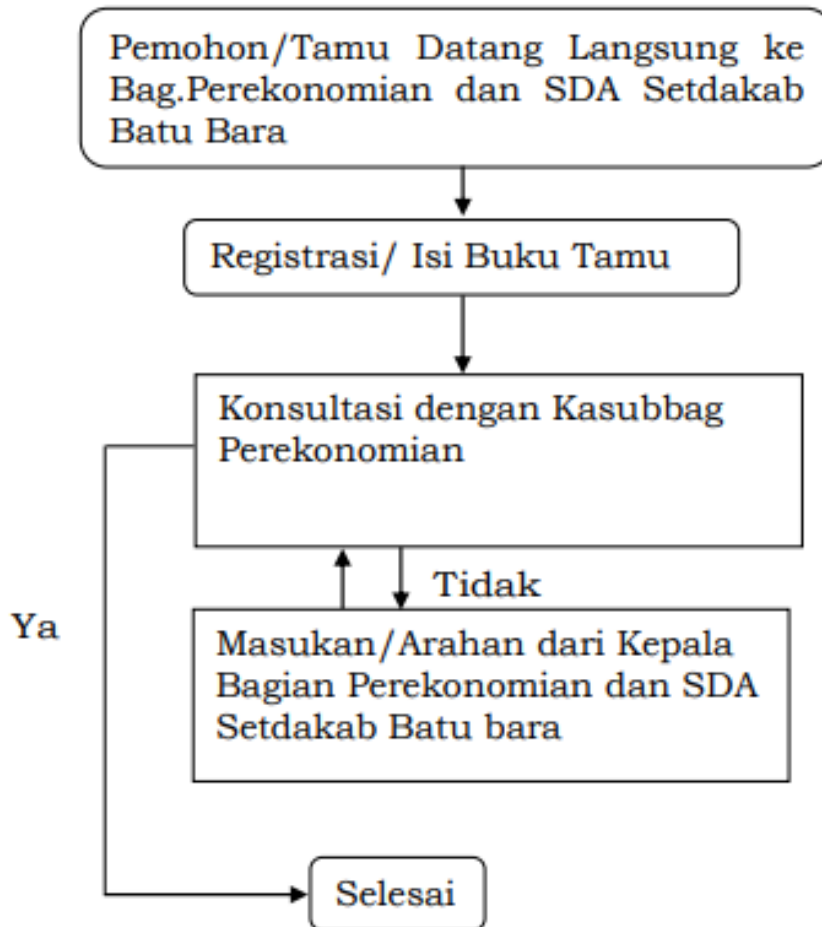 Pemohon/Tamu Datang Langsung ke
Bag.Perekonomian dan SDA Setdakab
Batu Bara
Registrasi/ Isi Buku Tamu
Konsultasi dengan Kasubbag
Perekonomian
Tidak
Ya
Masukan/Arahan dari Kepala
Bagian Perekonomian dan SDA
Setdakab Batu bara
Selesai